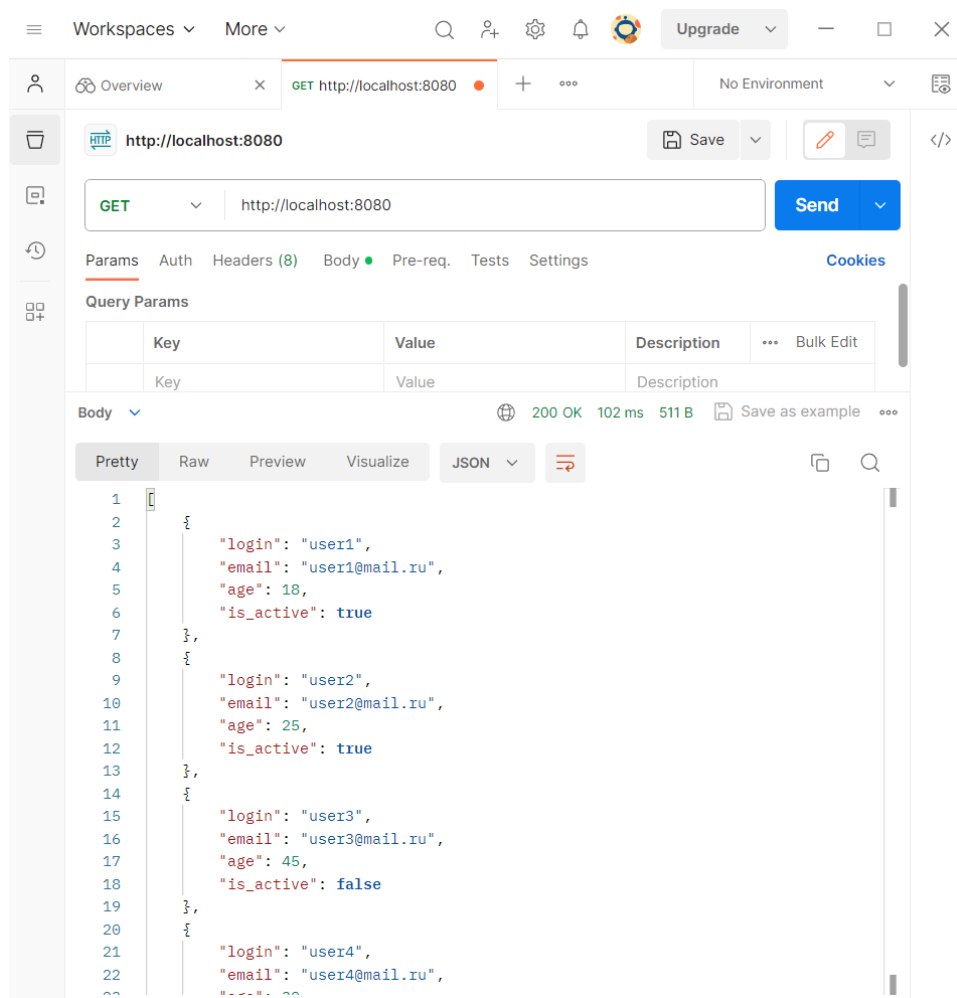 Workspaces More Upgrade
Overview GET http://localhost:8080 No Environment
HTTP http://localhost:8080 Save
GET http://localhost:8080 Send
Params Auth Headers (8) Body Pre-req. Tests Settings Cookies
Query Params
Key Value Description Bulk Edit
Key Value Description
Body 200 OK 102 ms 511 B Save as example
Pretty Raw Preview Visualize JSON
1 [
2 {
3 "login": "user1",
4 "email": "user1@mail.ru",
5 "age": 18,
6 "is_active": true
7 },
8 {
9 "login": "user2",
10 "email": "user2@mail.ru",
11 "age": 25,
12 "is_active": true
13 },
14 {
15 "login": "user3",
16 "email": "user3@mail.ru",
17 "age": 45,
18 "is_active": false
19 },
20 {
21 "login": "user4",
22 "email": "user4@mail.ru",